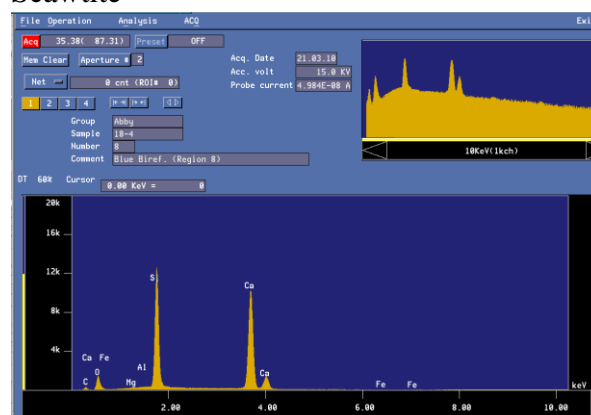 File Operation Analysis ACQ Exi
Acq 35.38( 87.31) Preset OFF
Mem Clear Aperture # 2
Net 0 cnt (ROI# 0)
1 2 3 4
Group Abby
Sample 18-4
Number 8
Comment Blue Biref. (Region 8)
Acq. Date 21.03.10
Acc. volt 15.0 KV
Probe current 4.984E-08 A
10KeV(1kch)
DT 60% Cursor 0.00 KeV = 0
20k
16k
12k
8k
4k
Si
Ca
Ca
Ca Fe
C O Mg Al
Fe Fe
keV
2.00 4.00 6.00 8.00 10.00